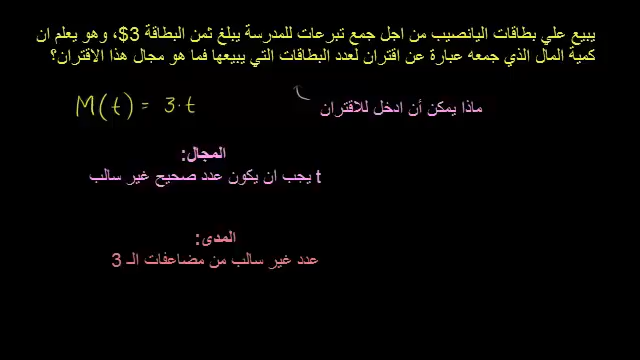 يبيع علي بطاقات اليانصيب من اجل جمع تبرعات للمدرسة يبلغ ثمن البطاقة 3$، وهو يعلم ان
كمية المال الذي جمعه عبارة عن اقتران لعدد البطاقات التي يبيعها فما هو مجال هذا الاقتران؟
ماذا يمكن أن ادخل للاقتران
M(t) = 3·t
المجال:
t يجب ان يكون عدد صحيح غير سالب
المدى:
عدد غير سالب من مضاعفات الـ 3